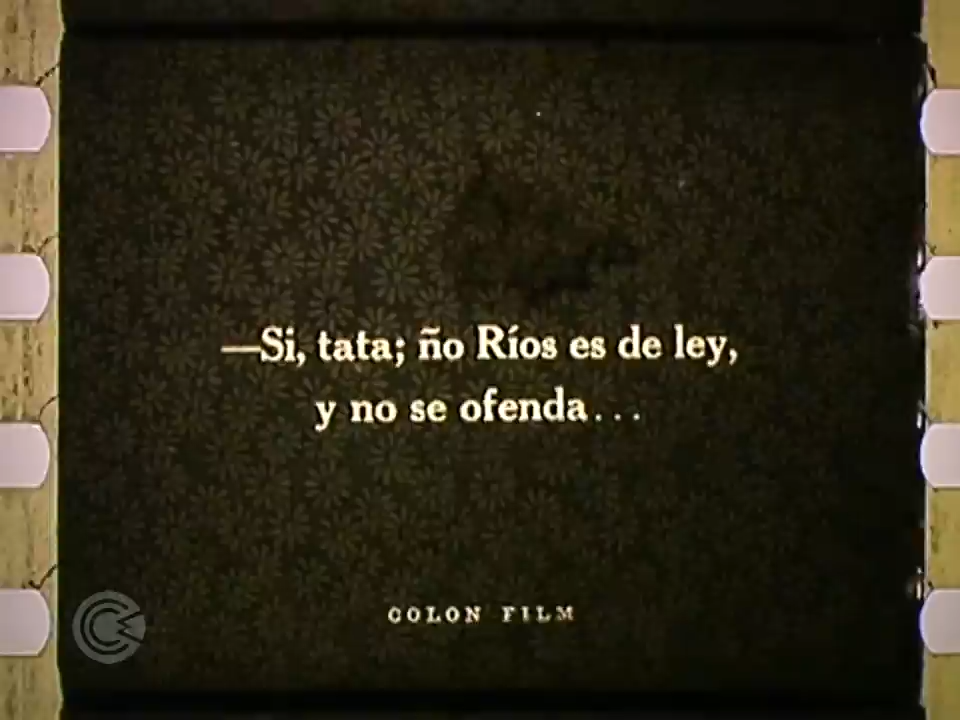 —Si, tata; ño Ríos es de ley,
y no se ofenda...
COLON FILM